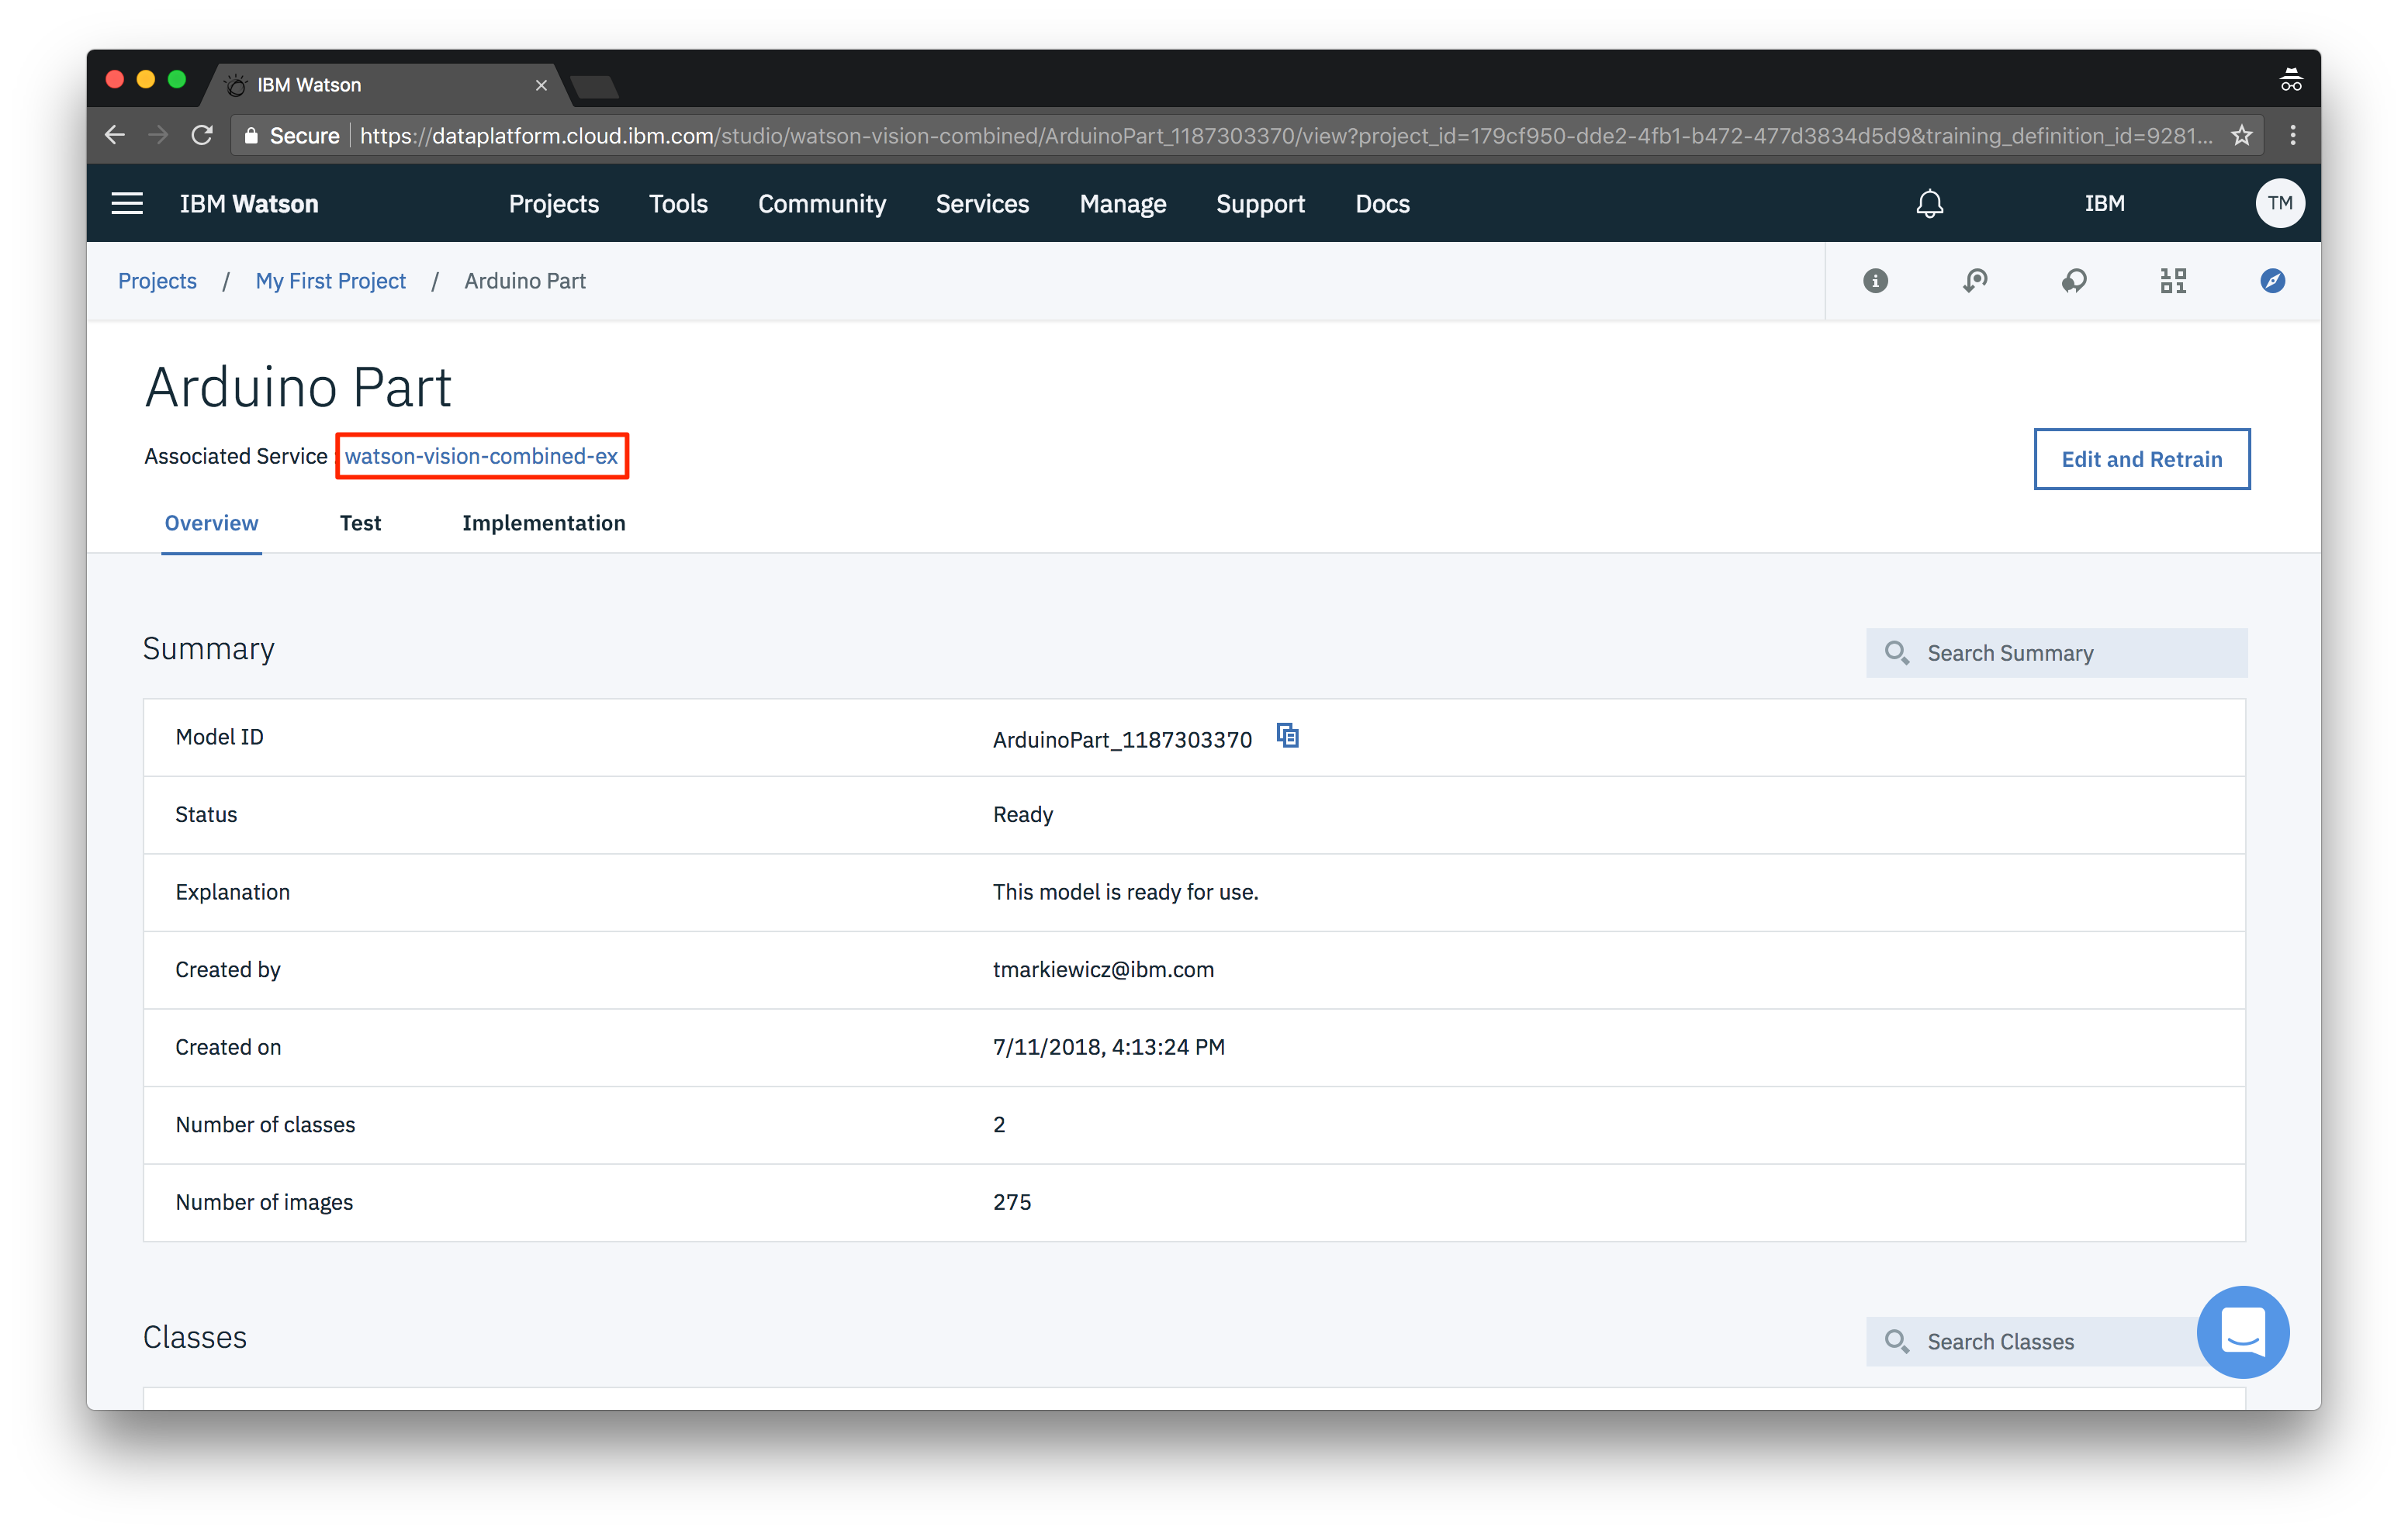 IBM Watson
Secure https://dataplatform.cloud.ibm.com/studio/watson-vision-combined/ArduinoPart_1187303370/view?project_id=179cf950-dde2-4fb1-b472-477d3834d5d9&training_definition_id=9281...
IBM Watson Projects Tools Community Services Manage Support Docs IBM TM
Projects / My First Project / Arduino Part
Arduino Part
Associated Service : watson-vision-combined-ex
Edit and Retrain
Overview Test Implementation
Summary
Search Summary
Model ID ArduinoPart_1187303370
Status Ready
Explanation This model is ready for use.
Created by tmarkiewicz@ibm.com
Created on 7/11/2018, 4:13:24 PM
Number of classes 2
Number of images 275
Classes
Search Classes